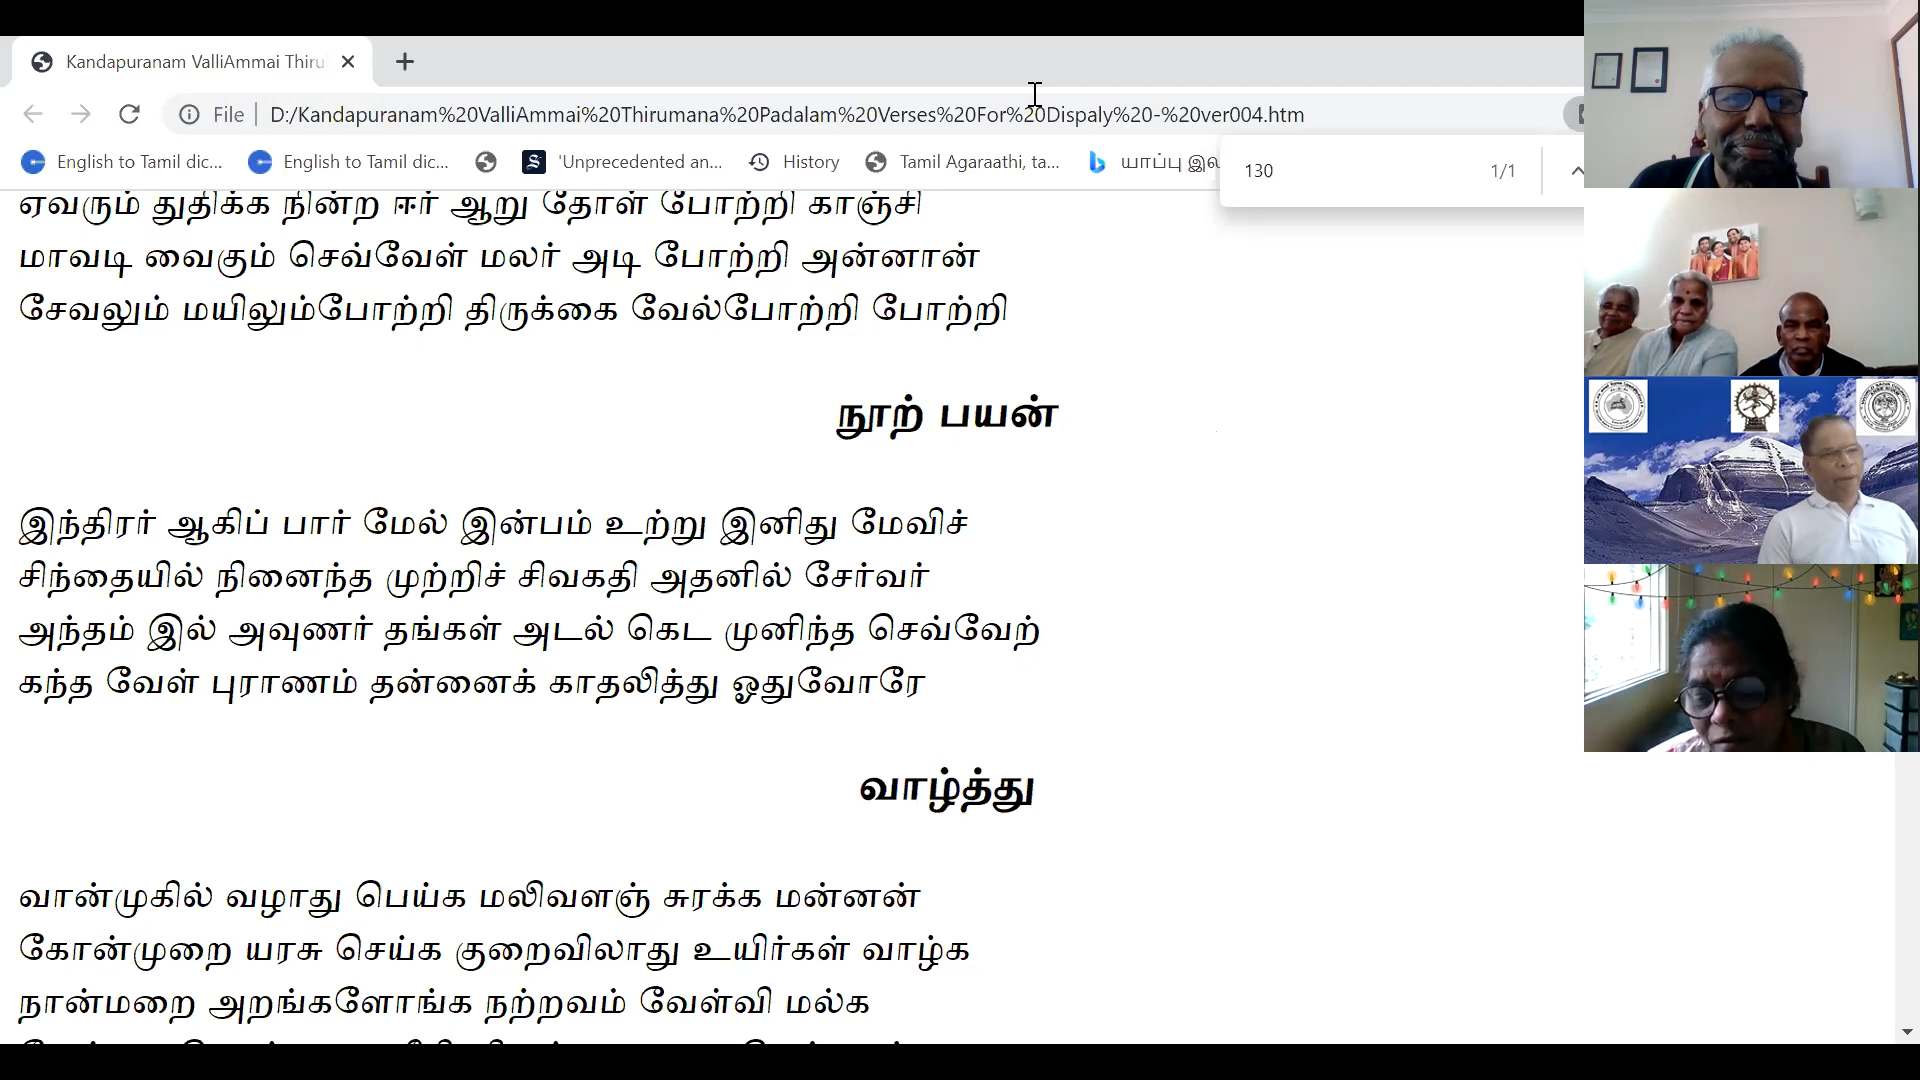 Kandapuranam ValliAmmai Thiru
File
D:/Kandapuranam%20ValliAmmai%20Thirumana%20Padalam%20Verses%20For%20Dispaly%20-%20ver004.htm
English to Tamil dic...
English to Tamil dic...
'Unprecedented an...
History
Tamil Agaraathi, ta...
யாப்பு
130
1/1
ஏவரும் துதிக்க நின்ற ஈர் ஆறு தோள் போற்றி காஞ்சி
மாவடி வைகும் செவ்வேள் மலர் அடி போற்றி அன்னான்
சேவலும் மயிலும்போற்றி திருக்கை வேல்போற்றி போற்றி
நூற் பயன்
இந்திரர் ஆகிப் பார் மேல் இன்பம் உற்று இனிது மேவிச்
சிந்தையில் நினைந்த முற்றிச் சிவகதி அதனில் சேர்வர்
அந்தம் இல் அவுணர் தங்கள் அடல் கெட முனிந்த செவ்வேற்
கந்த வேள் புராணம் தன்னைக் காதலித்து ஓதுவோரே
வாழ்த்து
வான்முகில் வழாது பெய்க மலிவளஞ் சுரக்க மன்னன்
கோன்முறை யரசு செய்க குறைவிலாது உயிர்கள் வாழ்க
நான்மறை அறங்களோங்க நற்றவம் வேள்வி மல்க